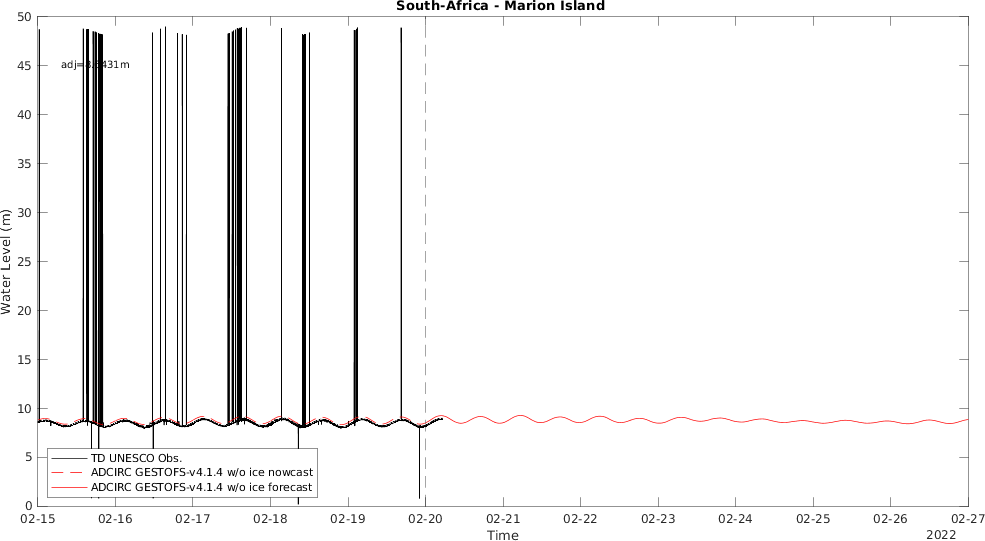 South-Africa - Marion Island
50
45
40
35
30
25
20
15
10
5
0
Water Level (m)
TD UNESCO Obs.
ADCIRC GESTOFS-v4.1.4 w/o ice nowcast
ADCIRC GESTOFS-v4.1.4 w/o ice forecast
02-15 02-16 02-17 02-18 02-19 02-20 02-21 02-22 02-23 02-24 02-25 02-26 02-27
Time
2022